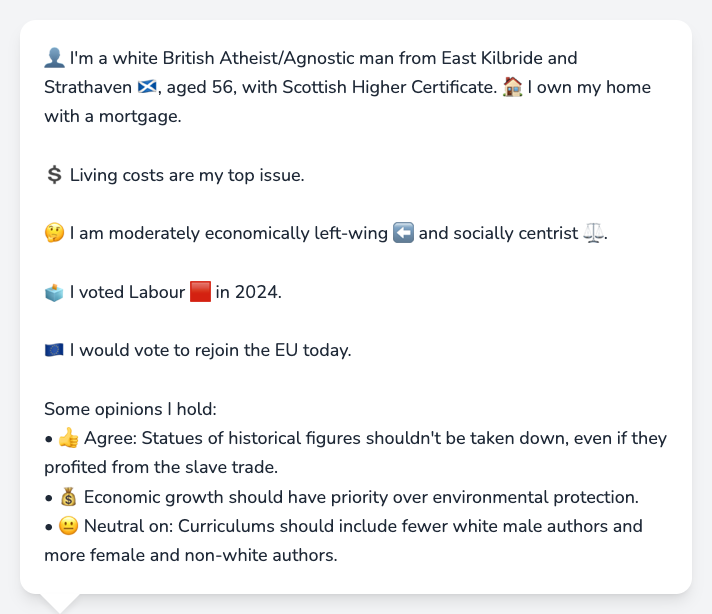 👤 I'm a white British Atheist/Agnostic man from East Kilbride and
Strathaven 🏴󠁧󠁢󠁳󠁣󠁴󠁿, aged 56, with Scottish Higher Certificate. 🏠 I own my home
with a mortgage.
💲 Living costs are my top issue.
🤔 I am moderately economically left-wing ⬅️ and socially centrist ⚖️.
🗳️ I voted Labour 🟥 in 2024.
🇪🇺 I would vote to rejoin the EU today.
Some opinions I hold:
• 👍 Agree: Statues of historical figures shouldn't be taken down, even if they
profited from the slave trade.
• 💰 Economic growth should have priority over environmental protection.
• 😐 Neutral on: Curriculums should include fewer white male authors and
more female and non-white authors.